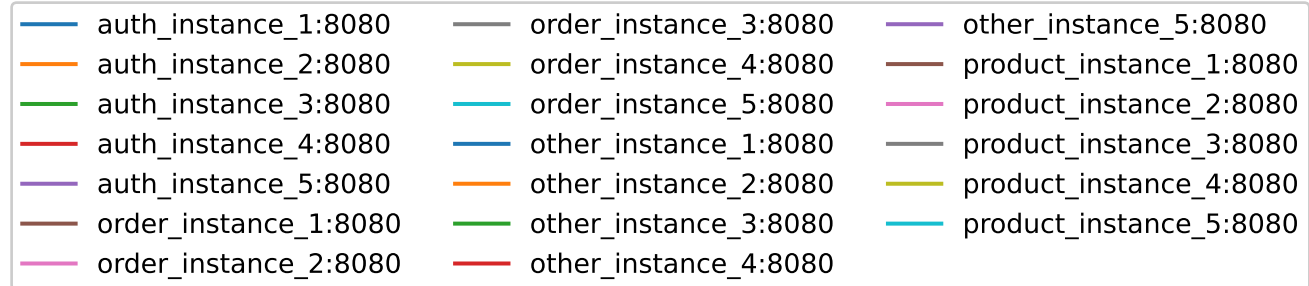 auth_instance_1:8080
auth_instance_2:8080
auth_instance_3:8080
auth_instance_4:8080
auth_instance_5:8080
order_instance_1:8080
order_instance_2:8080
order_instance_3:8080
order_instance_4:8080
order_instance_5:8080
other_instance_1:8080
other_instance_2:8080
other_instance_3:8080
other_instance_4:8080
other_instance_5:8080
product_instance_1:8080
product_instance_2:8080
product_instance_3:8080
product_instance_4:8080
product_instance_5:8080